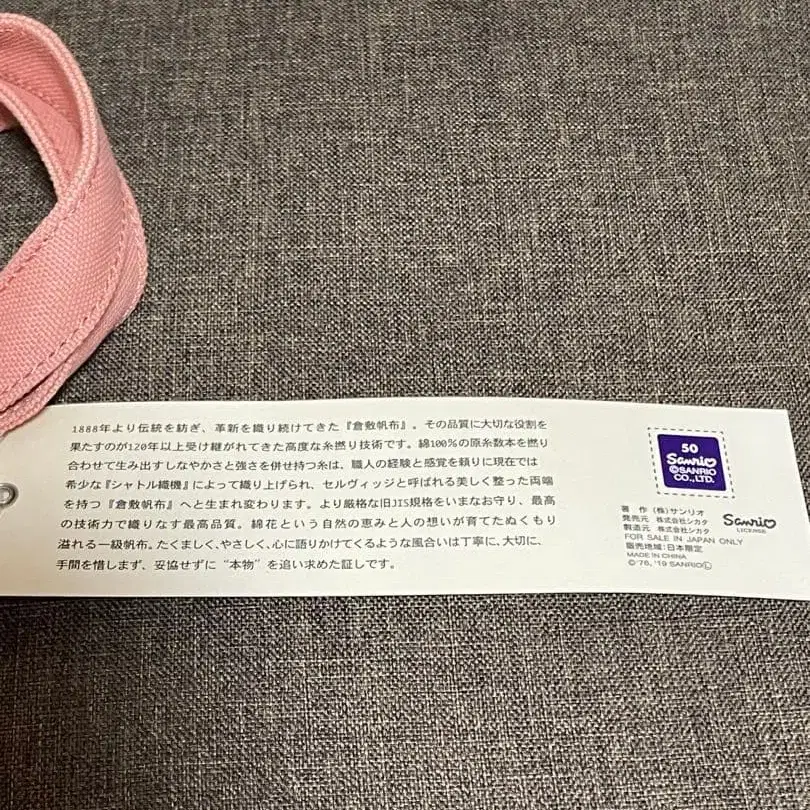 1888年より伝統を紡ぎ、革新を織り続けてきた『倉敷帆布』。その品質に大切な役割を
果たすのが120年以上受け継がれてきた高度な糸撚り技術です。綿100%の原糸数本を撚り
合わせて生み出すしなやかさと強さを併せ持つ糸は、職人の経験と感覚を頼りに現在では
希少な『シャトル織機』によって織り上げられ、セルヴィッジと呼ばれる美しく整った両端
を持つ『倉敷帆布』へと生まれ変わります。より厳格な旧JIS規格をいまなお守り、最高
の技術力で織りなす最高品質。綿花という自然の恵みと人の想いが育てたぬくもり
溢れる一級帆布。たくましく、やさしく、心に語りかけてくるような風合いは丁寧に、大切に、
手間を惜しまず、妥協せずに“本物”を追い求めた証しです。
50
Sanrio
©SANRIO
CO.,LTD.
著 作 (株)サンリオ
発売元 株式会社シカタ
製造元 株式会社シカタ
FOR SALE IN JAPAN ONLY
販売地域:日本限定
MADE IN CHINA
©'76, '19 SANRIO Ⓛ
Sanrio
LICENSE